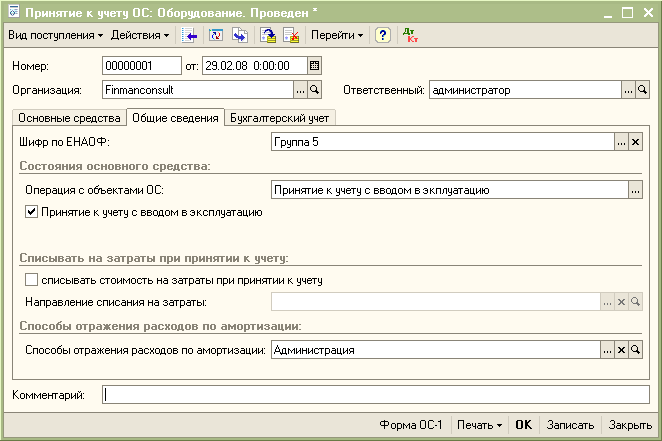 Принятие к учету ОС: Оборудование. Проведен *
Вид поступления Действия Перейти ? Дт Кт
Номер: 00000001 от: 29.02.08 0:00:00
Организация: Finmanconsult ... Ответственный: администратор ...
Основные средства Общие сведения Бухгалтерский учет
Шифр по ЕНАОФ: Группа 5 ...
Состояния основного средства:
Операция с объектами ОС: Принятие к учету с вводом в экплуатацию ...
Принятие к учету с вводом в эксплуатацию
Списывать на затраты при принятии к учету:
списывать стоимость на затраты при принятии к учету
Направление списания на затраты: ...
Способы отражения расходов по амортизации:
Способы отражения расходов по амортизации: Администрация ...
Комментарий:
Форма ОС-1 Печать OK Записать Закрыть